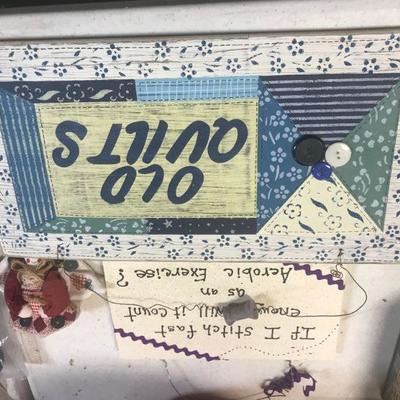 OLD
QUILTS
If I stitch fast
enough will it count
as an
Aerobic Exercise?